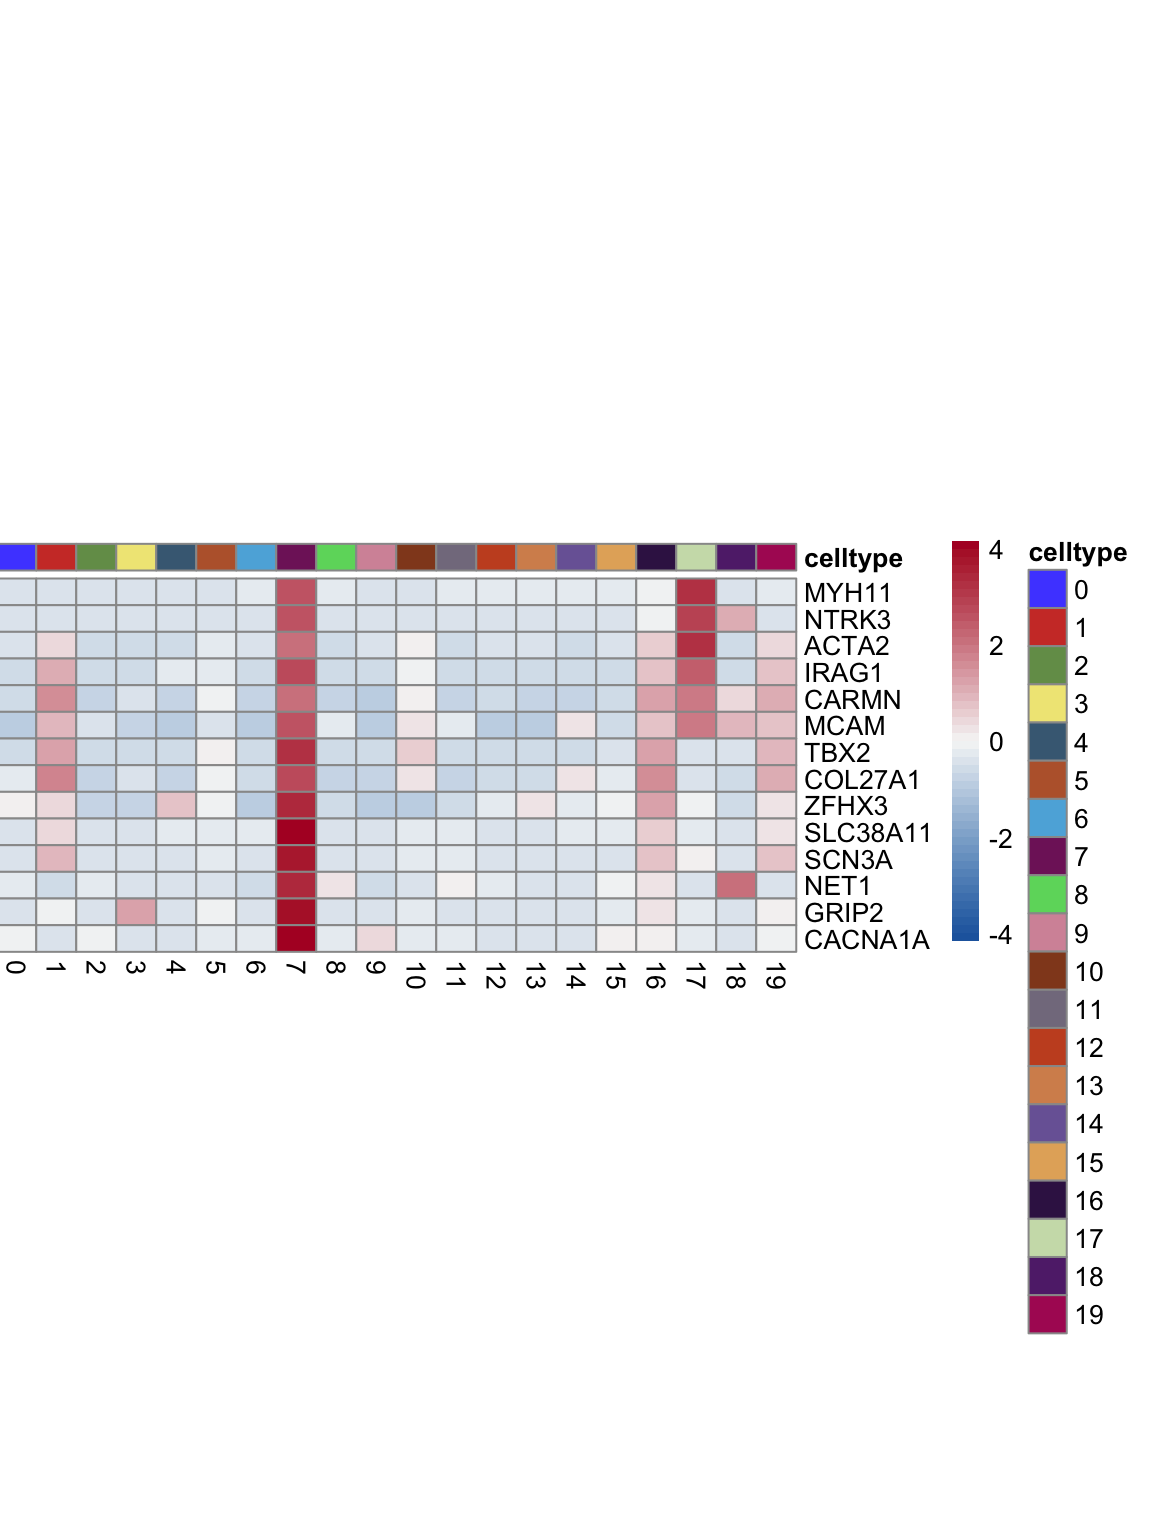 celltype
MYH11
NTRK3
ACTA2
IRAG1
CARMN
MCAM
TBX2
COL27A1
ZFHX3
SLC38A11
SCN3A
NET1
GRIP2
CACNA1A
0 1 2 3 4 5 6 7 8 9 10 11 12 13 14 15 16 17 18 19
4
2
0
-2
-4
celltype
0
1
2
3
4
5
6
7
8
9
10
11
12
13
14
15
16
17
18
19